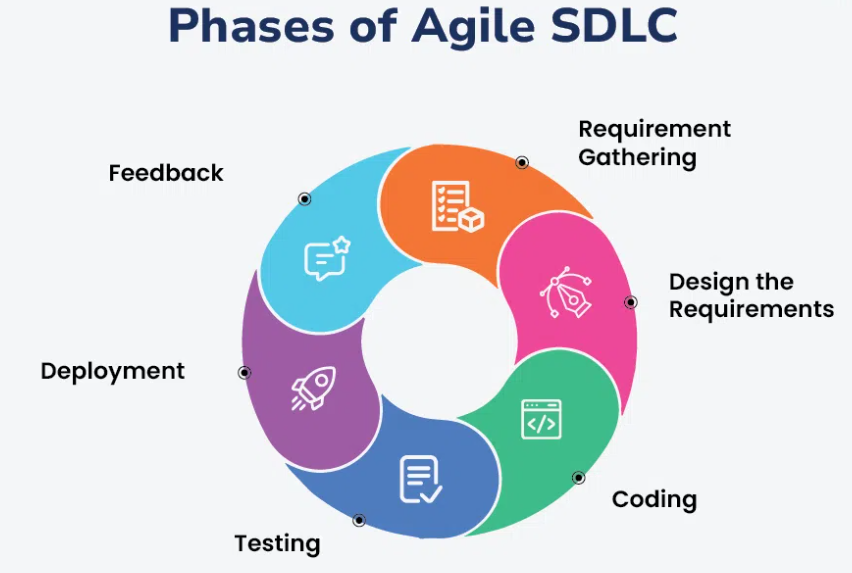 Phases of Agile SDLC
Requirement
Gathering
Design the
Requirements
Coding
Testing
Deployment
Feedback